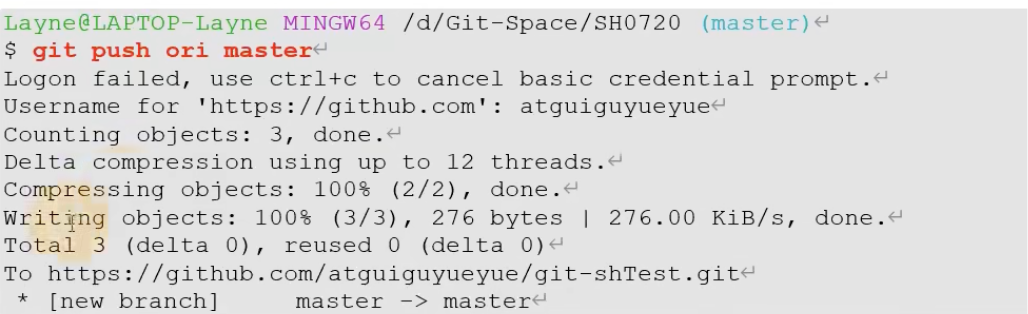 Layne@LAPTOP-Layne MINGW64 /d/Git-Space/SH0720 (master)↵
$ git push ori master↵
Logon failed, use ctrl+c to cancel basic credential prompt.↵
Username for 'https://github.com': atguiguyueyue↵
Counting objects: 3, done.↵
Delta compression using up to 12 threads.↵
Compressing objects: 100% (2/2), done.↵
Writing objects: 100% (3/3), 276 bytes | 276.00 KiB/s, done.↵
Total 3 (delta 0), reused 0 (delta 0)↵
To https://github.com/atguiguyueyue/git-shTest.git↵
 * [new branch]      master -> master↵